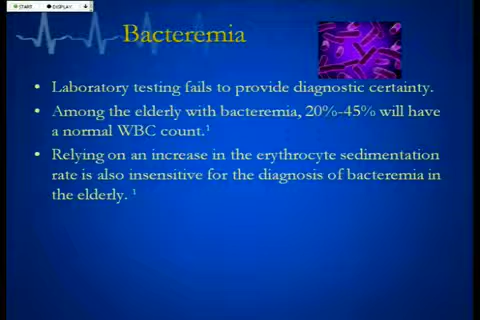 START DISPLAY
Bacteremia
• Laboratory testing fails to provide diagnostic certainty.
• Among the elderly with bacteremia, 20%-45% will have
a normal WBC count.¹
• Relying on an increase in the erythrocyte sedimentation
rate is also insensitive for the diagnosis of bacteremia in
the elderly. ¹